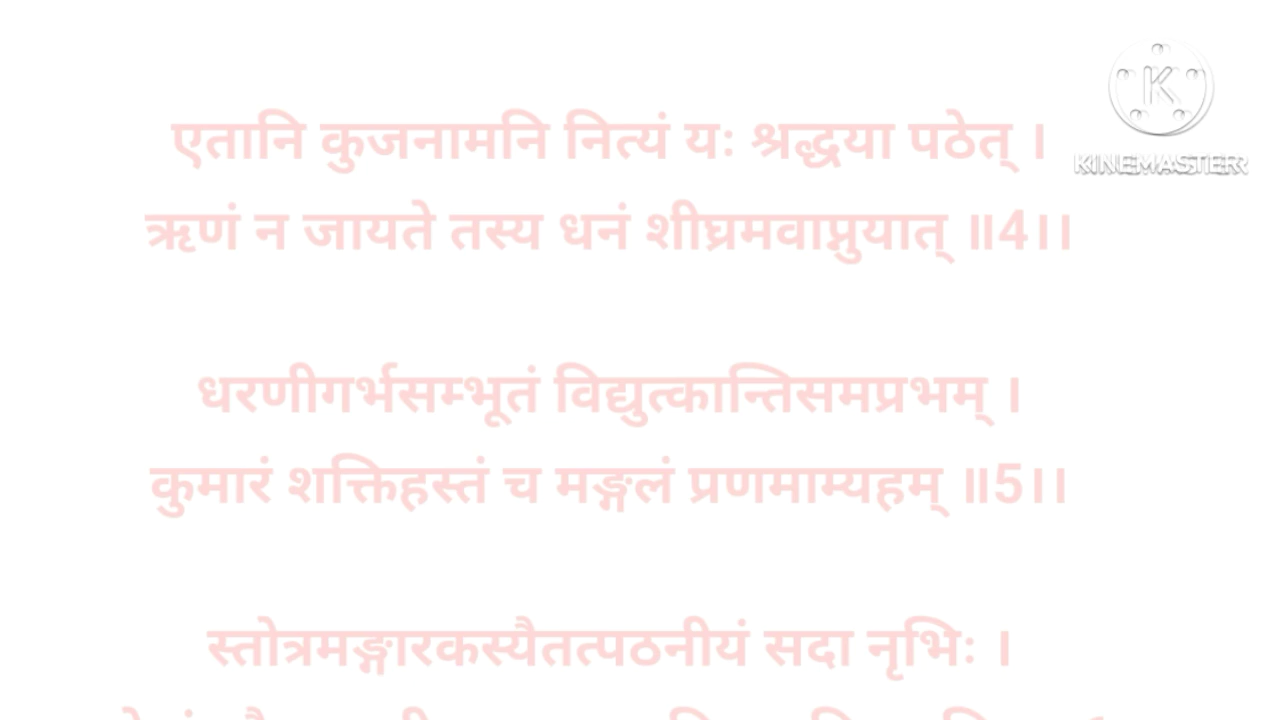 एतानि कुजनामनि नित्यं यः श्रद्धया पठेत् ।
ऋणं न जायते तस्य धनं शीघ्रमवाप्नुयात् ॥4।।
धरणीगर्भसम्भूतं विद्युत्कान्तिसमप्रभम् ।
कुमारं शक्तिहस्तं च मङ्गलं प्रणमाम्यहम् ॥5।।
स्तोत्रमङ्गारकस्यैतत्पठनीयं सदा नृभिः ।
KINEMASTER